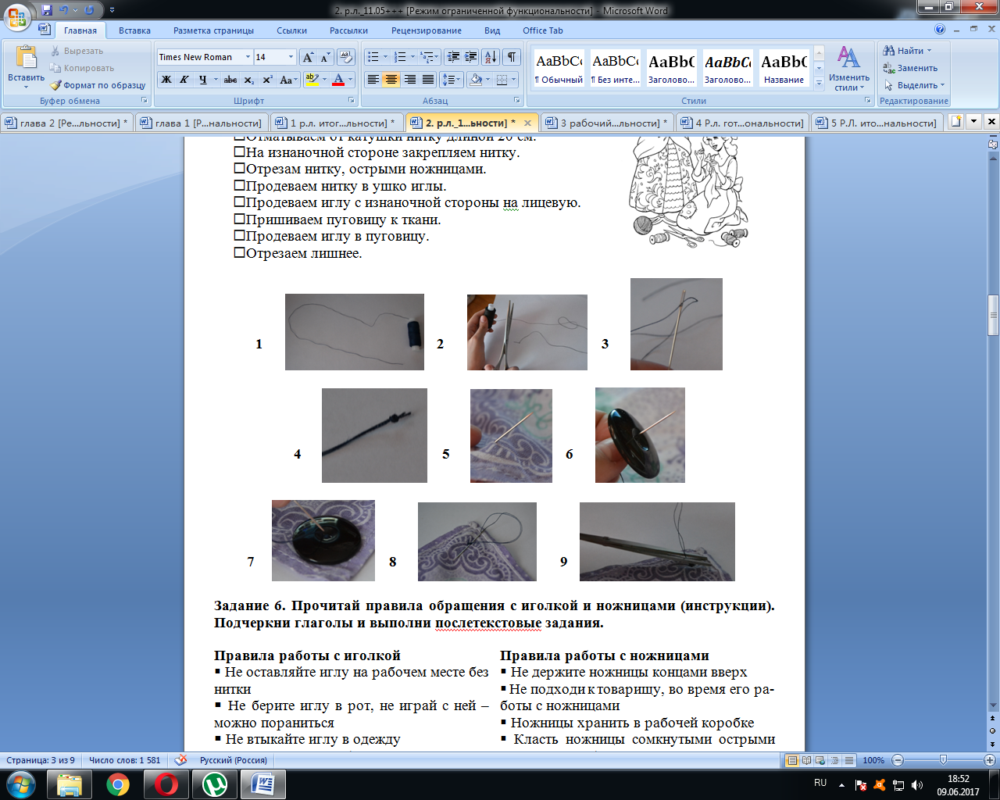 2. р.л._11.05+++ [Режим ограниченной функциональности] - Microsoft Word
Главная Вставка Разметка страницы Ссылки Рассылки Рецензирование Вид Office Tab
Вставить
Вырезать
Копировать
Формат по образцу
Буфер обмена
Times New Roman 14
Ж К Ч abc x₂ x² Aa
Шрифт
Абзац
AaBbCc AaBbCc AaBbC AaBbCc AaBbC
¶ Обычный ¶ Без инте... Заголово... Заголово... Название
Изменить стили
Стили
Найти
Заменить
Выделить
Редактирование
глава 2 [Ре...льности] * глава 1 [Р...нальности] 1 р.л. итог...льности] * 2. р.л._1...ьности] * 3 рабочий...льности] * 4 Р.л. гот...ональности] 5 Р.Л. ито...нальности]
☐Отматываем от катушки нитку длиной 20 см.
☐На изнаночной стороне закрепляем нитку.
☐Отрезам нитку, острыми ножницами.
☐Продеваем нитку в ушко иглы.
☐Продеваем иглу с изнаночной стороны на лицевую.
☐Пришиваем пуговицу к ткани.
☐Продеваем иглу в пуговицу.
☐Отрезаем лишнее.
1 2 3
4 5 6
7 8 9
Задание 6. Прочитай правила обращения с иголкой и ножницами (инструкции).
Подчеркни глаголы и выполни послетекстовые задания.
Правила работы с иголкой
▪ Не оставляйте иглу на рабочем месте без
нитки
▪ Не берите иглу в рот, не играй с ней –
можно пораниться
▪ Не втыкайте иглу в одежду
Правила работы с ножницами
▪ Не держите ножницы концами вверх
▪ Не подходи к товарищу, во время его ра-
боты с ножницами
▪ Ножницы хранить в рабочей коробке
▪ Класть ножницы сомкнутыми острыми
Страница: 3 из 9 Число слов: 1 581 Русский (Россия) 100%
RU 18:52
09.06.2017